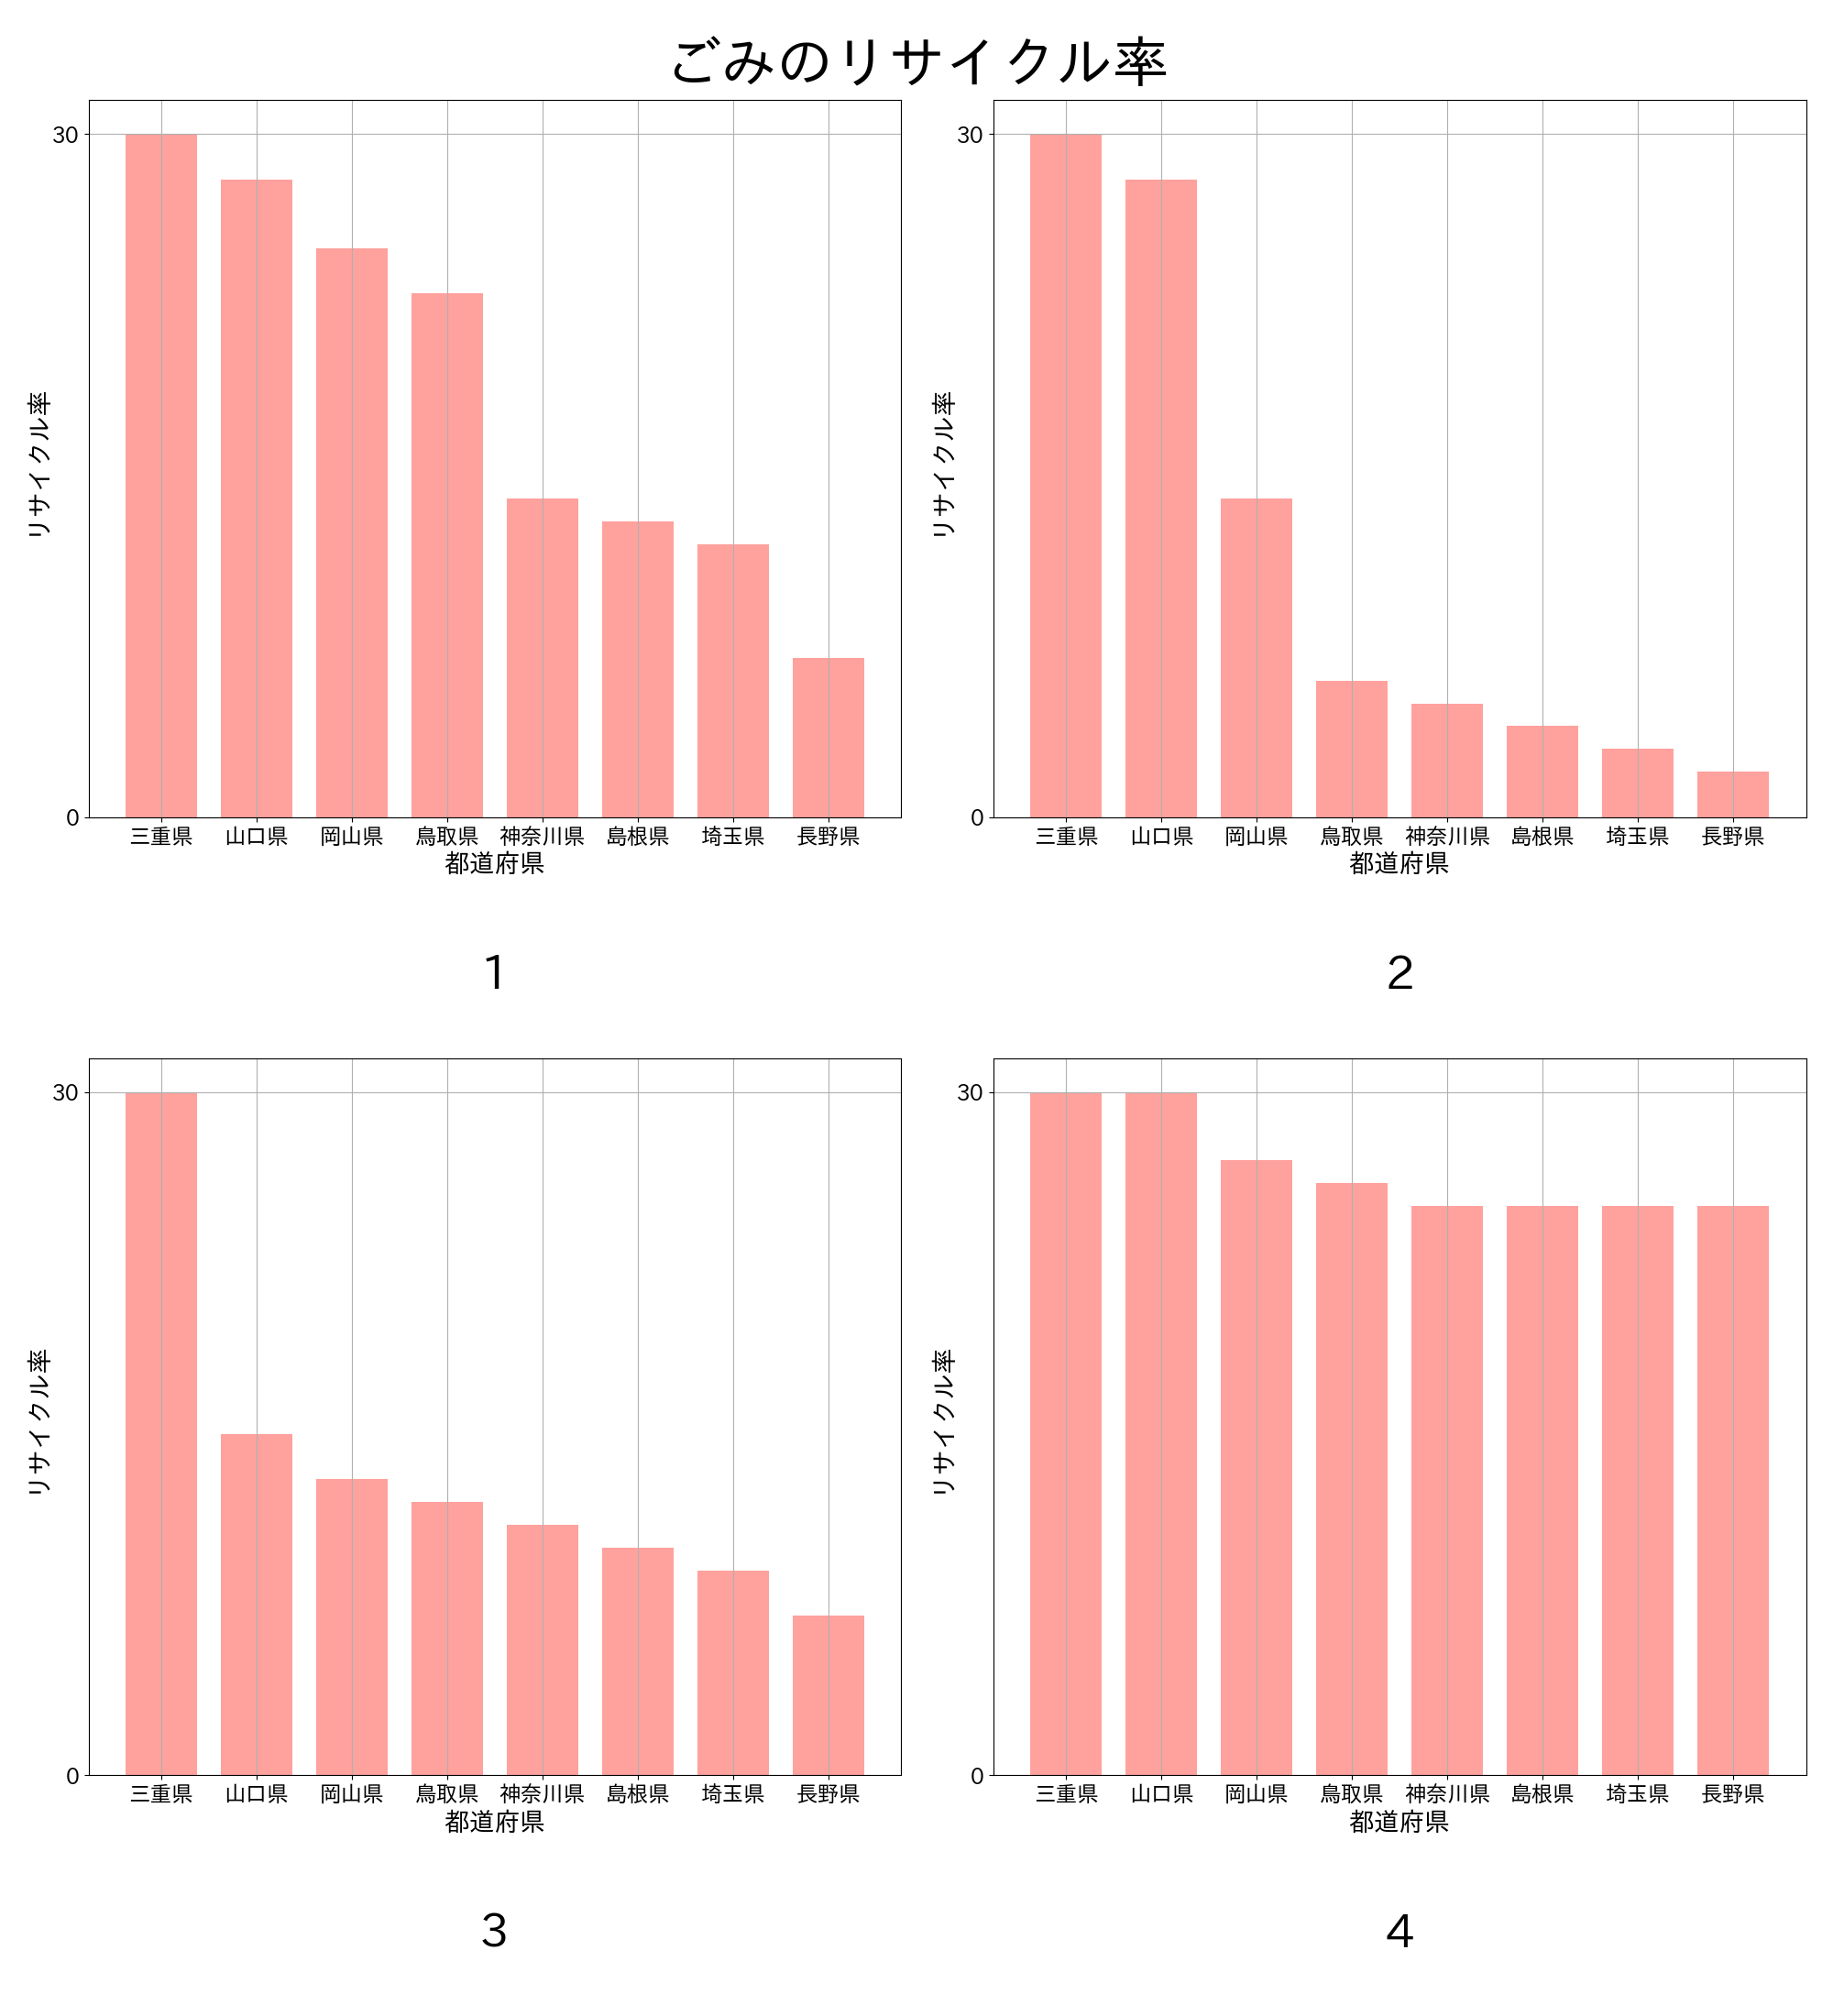 ごみのリサイクル率
30
0
リサイクル率
三重県 山口県 岡山県 鳥取県 神奈川県 島根県 埼玉県 長野県
都道府県
1
30
0
リサイクル率
三重県 山口県 岡山県 鳥取県 神奈川県 島根県 埼玉県 長野県
都道府県
2
30
0
リサイクル率
三重県 山口県 岡山県 鳥取県 神奈川県 島根県 埼玉県 長野県
都道府県
3
30
0
リサイクル率
三重県 山口県 岡山県 鳥取県 神奈川県 島根県 埼玉県 長野県
都道府県
4